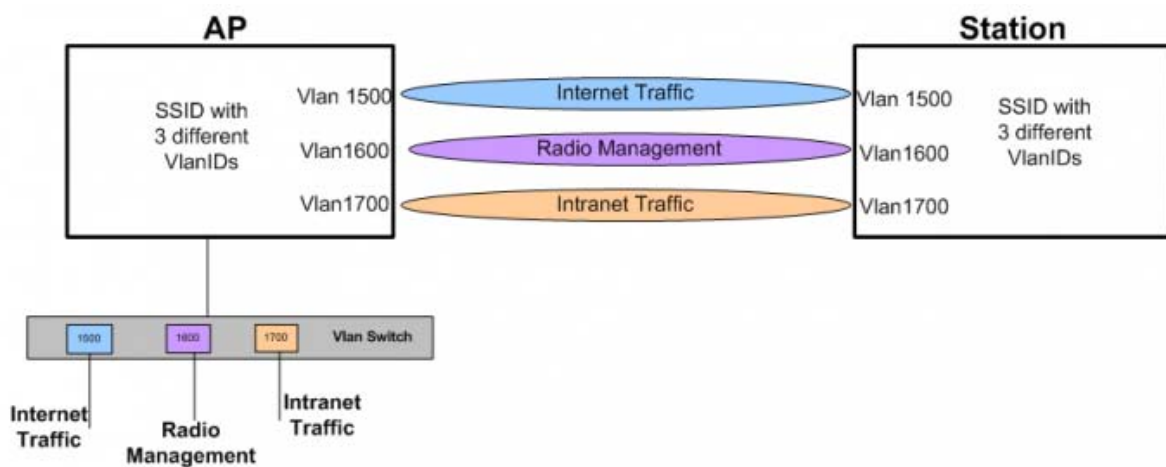 AP
Station
SSID with
3 different
VlanIDs
Vlan 1500
Vlan1600
Vlan1700
Internet Traffic
Radio Management
Intranet Traffic
Vlan 1500
Vlan1600
Vlan1700
SSID with
3 different
VlanIDs
1500
1600
1700
Vlan Switch
Internet
Traffic
Radio
Management
Intranet
Traffic